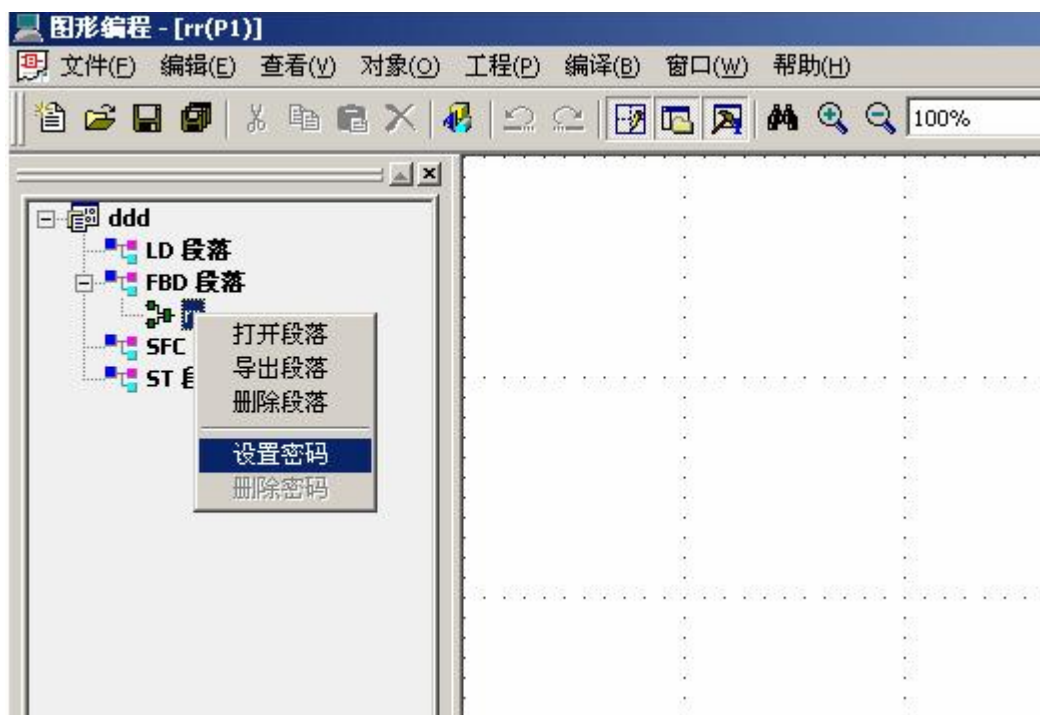 图形编程 - [rr(P1)]
文件(F) 编辑(E) 查看(V) 对象(O) 工程(P) 编译(B) 窗口(W) 帮助(H)
100%
ddd
LD 段落
FBD 段落
打开段落
SFC
导出段落
ST
删除段落
设置密码
删除密码